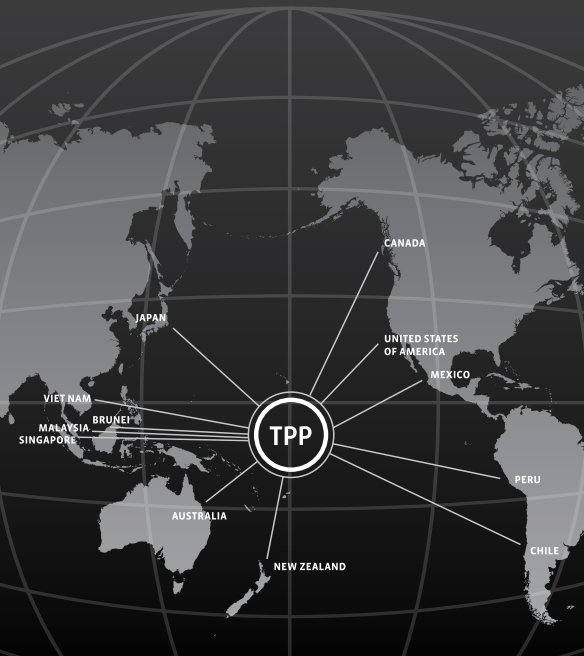 CANADA
JAPAN
UNITED STATES
OF AMERICA
MEXICO
VIET NAM
BRUNEI
MALAYSIA
SINGAPORE
TPP
PERU
AUSTRALIA
CHILE
NEW ZEALAND